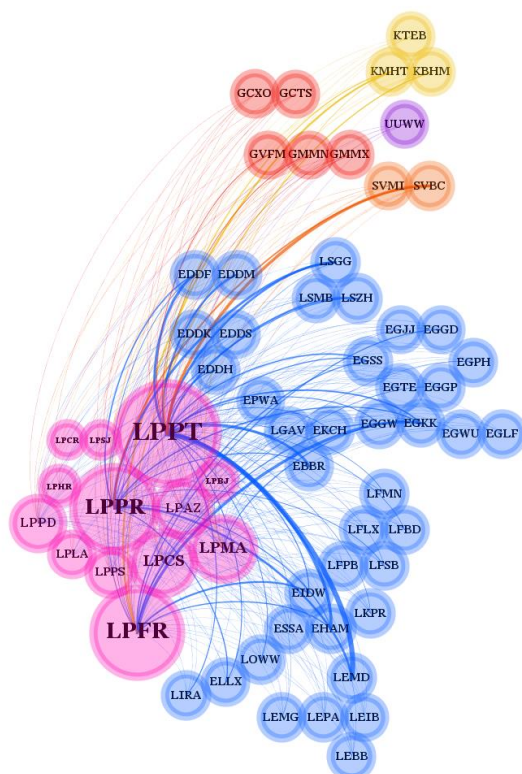 KTEB
KMHT KBHM
GCXO GCTS
UUWW
GVFM GMMN GMMX
SVMI SVBC
LSGG
EDDF EDDM
LSMB LSZH
EGJJ EGGD
EDDK EDDS
EGSS EGPH
EDDH
EGTE EGGP
EPWA
LPPT
LGAV EKCH EGGW EGKK
LPCR LPSJ
EGWU EGLF
EBBR
LPBJ
LPHR
LFMN
LPPR LPAZ
LPPD
LFLX LFBD
LPLA LPCS LPMA
LFPB LFSB
LPPS
EIDW
LKPR
LPFR
ESSA EHAM
LOWW
LEMD
ELLX
LIRA
LEMG LEPA LEIB
LEBB